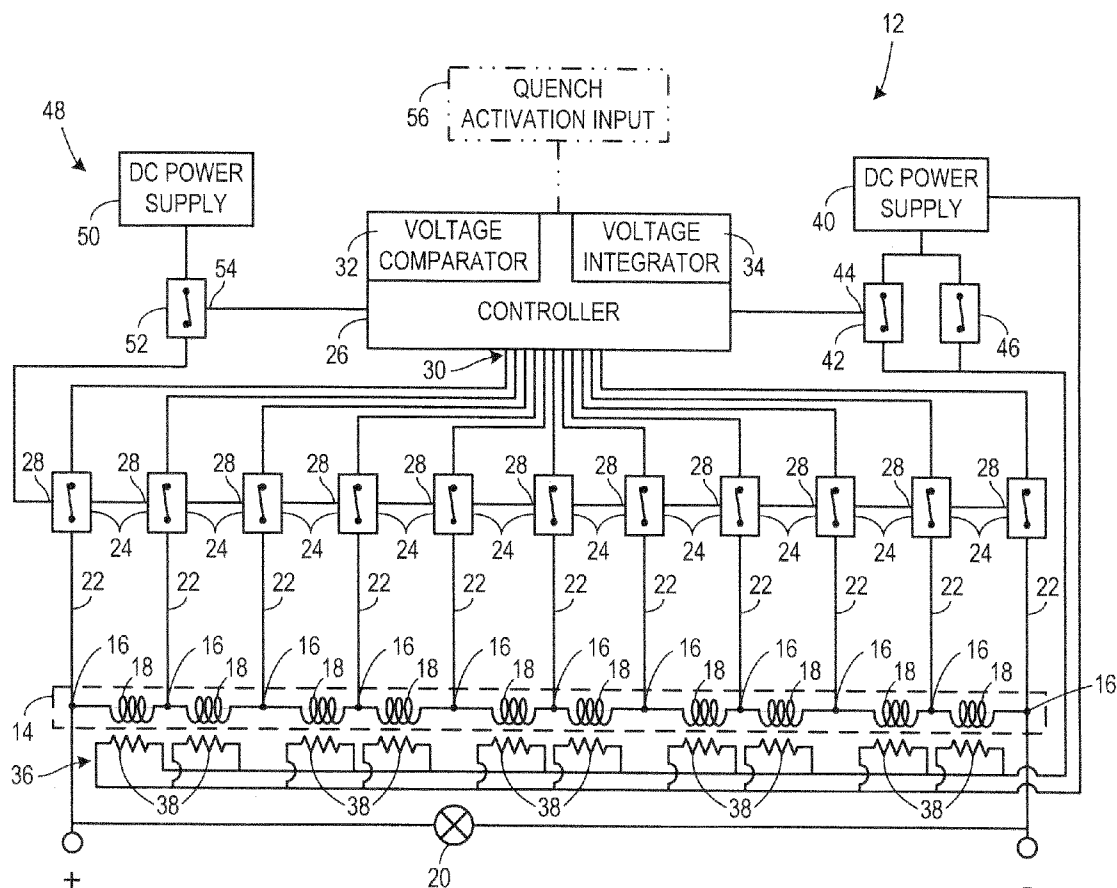 12
QUENCH
ACTIVATION INPUT
56
48
DC POWER
SUPPLY
50
DC POWER
SUPPLY
40
VOLTAGE
COMPARATOR
32
VOLTAGE
INTEGRATOR
34
54
44
CONTROLLER
52
26
42
46
30
28 28 28 28 28 28 28 28 28 28 28
24 24 24 24 24 24 24 24 24 24
22 22 22 22 22 22 22 22 22 22 22
16 16 16 16 16 16 16 16 16 16 16
18 18 18 18 18 18 18 18 18 18
14
36
38 38 38 38 38
20
+
-